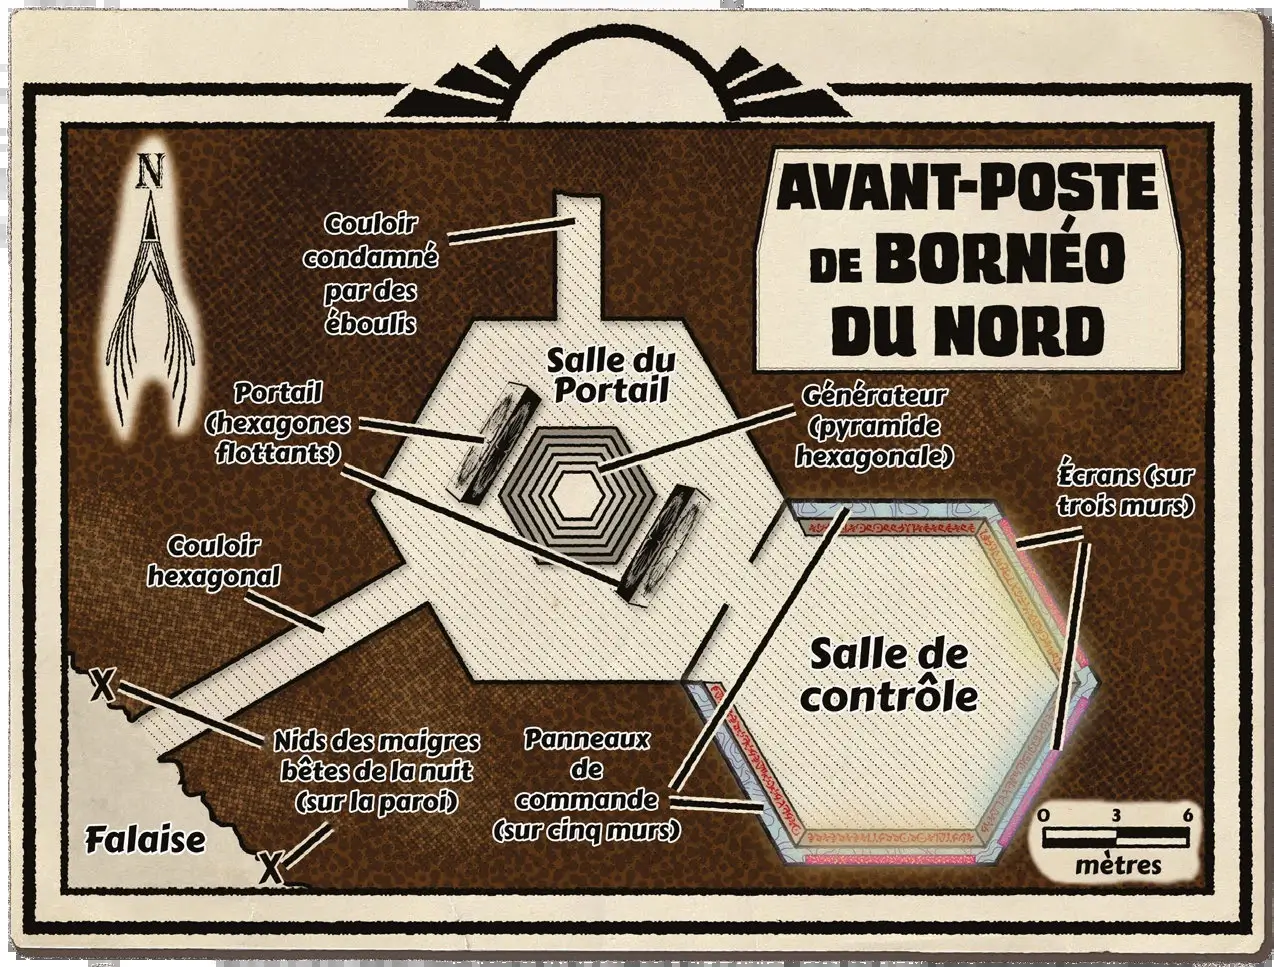 N
AVANT-POSTE
DE BORNÉO
DU NORD
Couloir
condamné
par des
éboulis
Salle du
Portail
Portail
(hexagones
flottants)
Générateur
(pyramide
hexagonale)
Écrans (sur
trois murs)
Couloir
hexagonal
Salle de
contrôle
Nids des maigres
bêtes de la nuit
(sur la paroi)
Panneaux
de
commande
(sur cinq murs)
X
X
Falaise
0 3 6
mètres